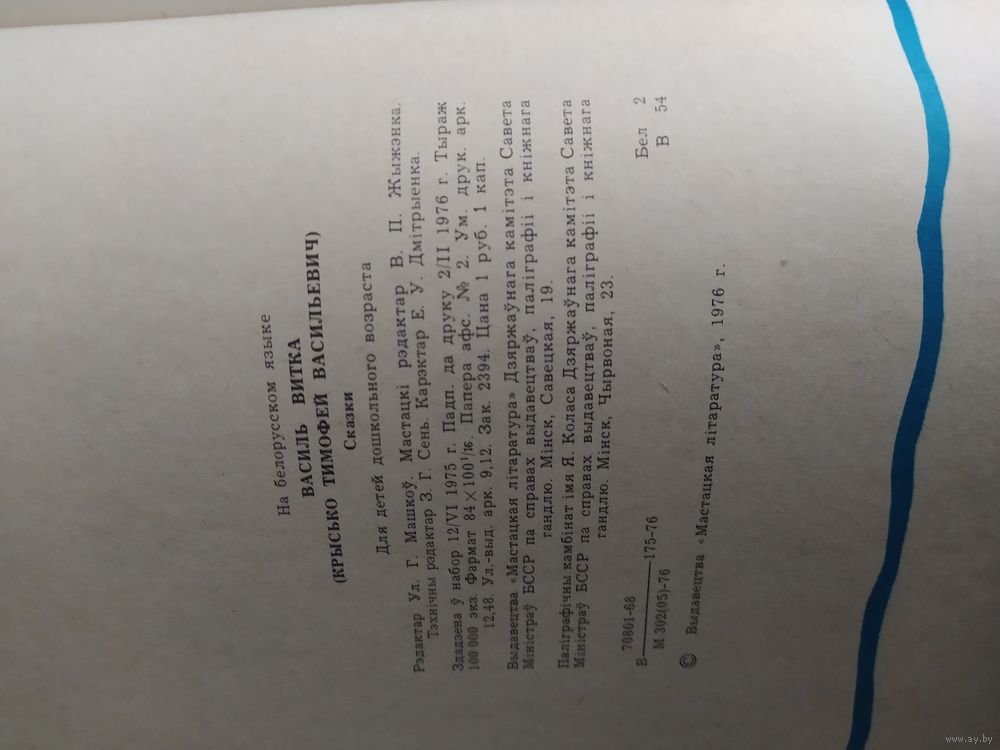 На белорусском языке
ВАСИЛЬ ВИТКА
(КРЫСЬКО ТИМОФЕЙ ВАСИЛЬЕВИЧ)
Сказки
Для детей дошкольного возраста
Рэдактар Ул. Г. Машкоў. Мастацкі рэдактар В. П. Жыжэнка.
Тэхнічны рэдактар З. Г. Сень. Карэктар Е. У. Дмітрыенка.
Здадзена ў набор 12/VI 1975 г. Падп. да друку 2/II 1976 г. Тыраж
100 000 экз. Фармат 84×100¹/₁₆. Папера афс. № 2. Ум. друк. арк.
12,48. Ул.-выд. арк. 9,12. Зак. 2394. Цана 1 руб. 1 кап.
Выдавецтва «Мастацкая літаратура» Дзяржаўнага камітэта Савета
Міністраў БССР па справах выдавецтваў, паліграфіі і кніжнага
гандлю. Мінск, Савецкая, 19.
Паліграфічны камбінат імя Я. Коласа Дзяржаўнага камітэта Савета
Міністраў БССР па справах выдавецтваў, паліграфіі і кніжнага
гандлю. Мінск, Чырвоная, 23.
70801-68
В 175-76
М 302(05)-76
Бел 2
В 54
© Выдавецтва «Мастацкая літаратура», 1976 г.
www.ay.by